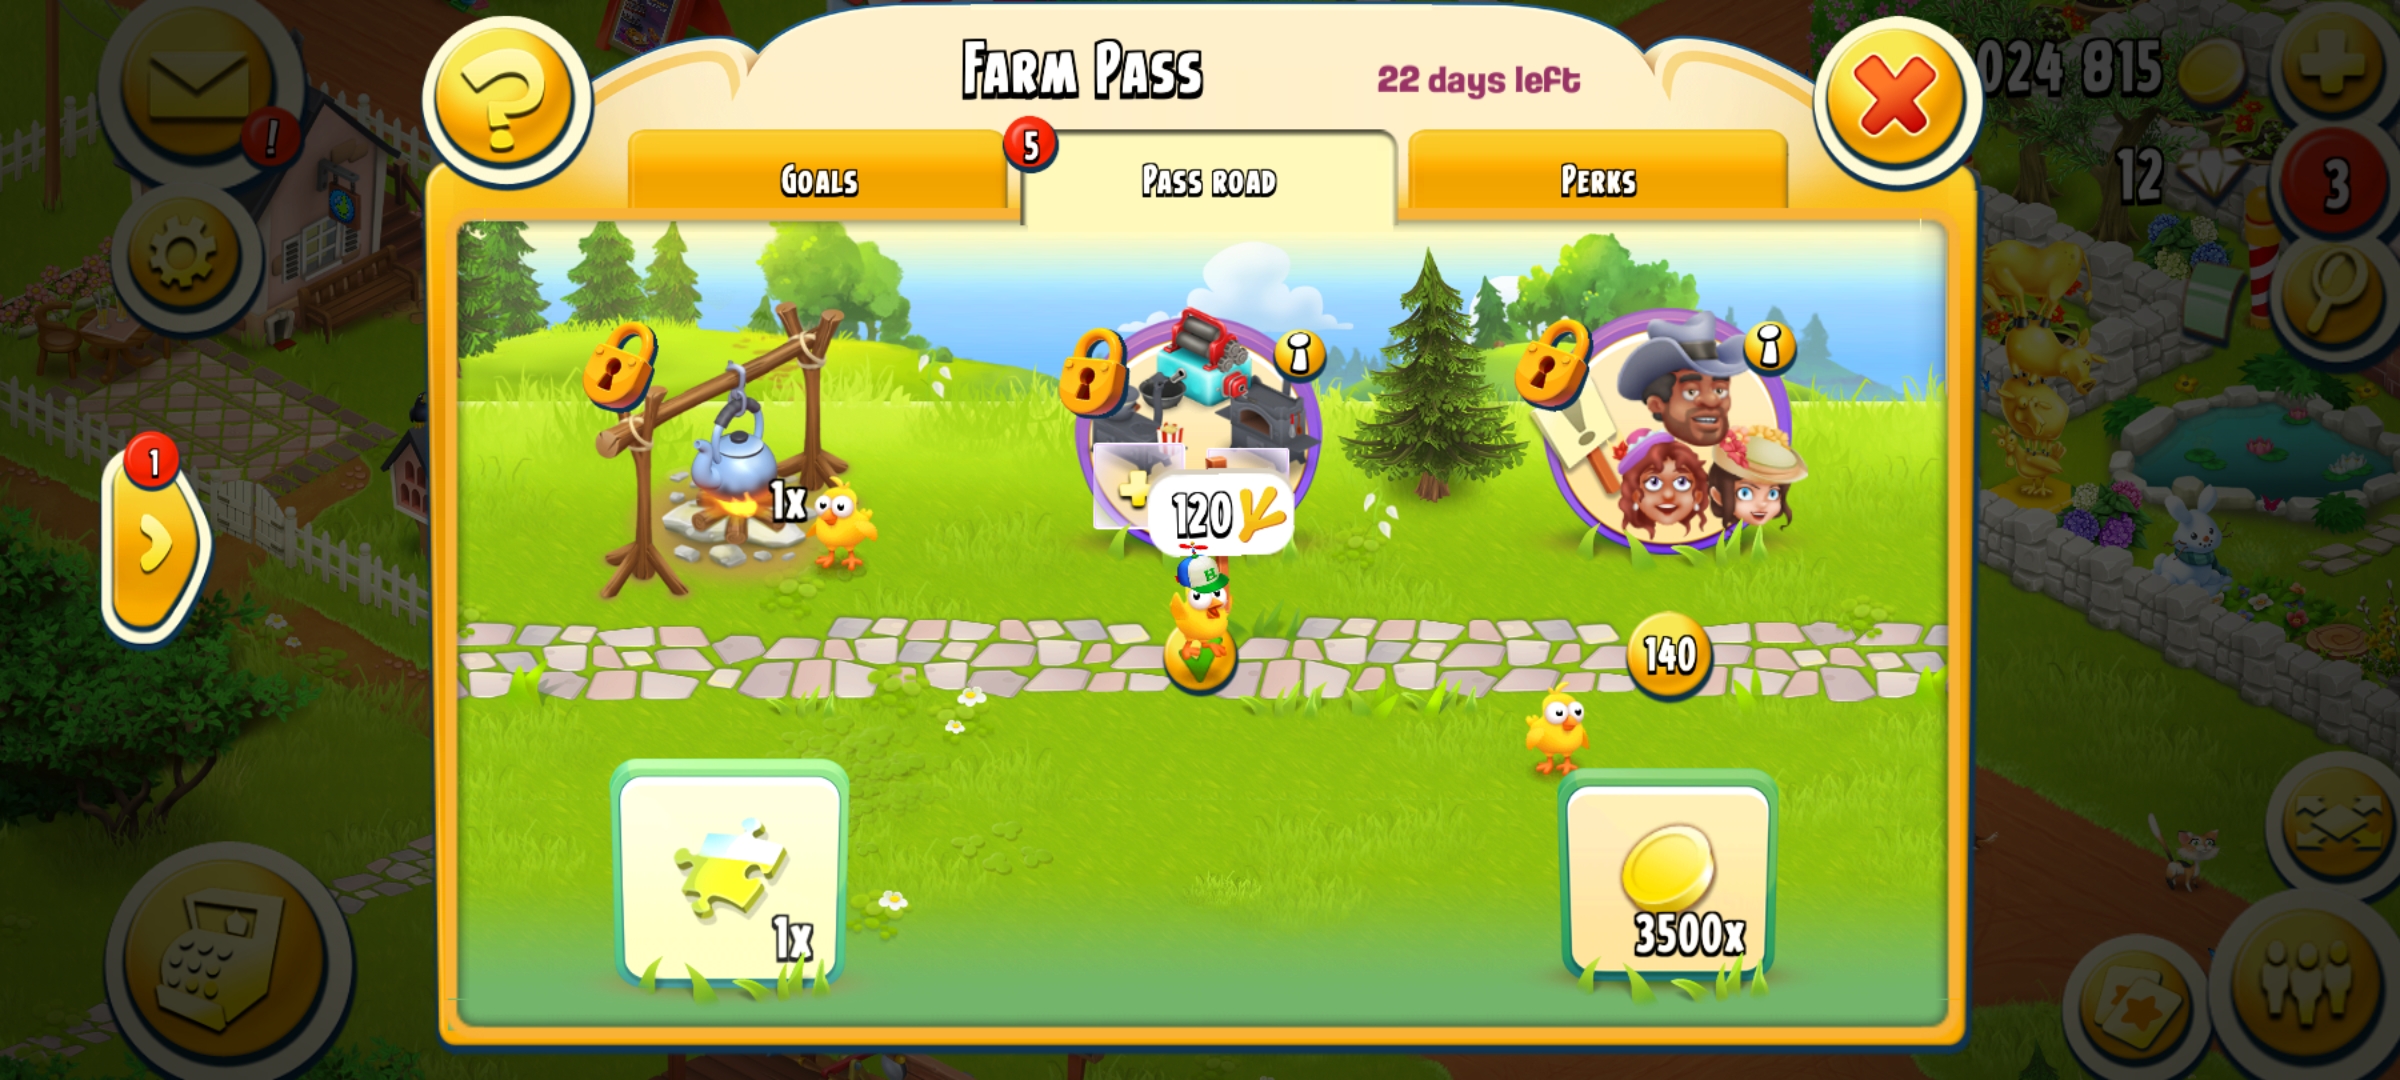 FARM PASS
22 days left
024 815
GOALS
5
PASS ROAD
PERKS
!
12
3
i
i
1
1x
120
H
140
1x
3500x